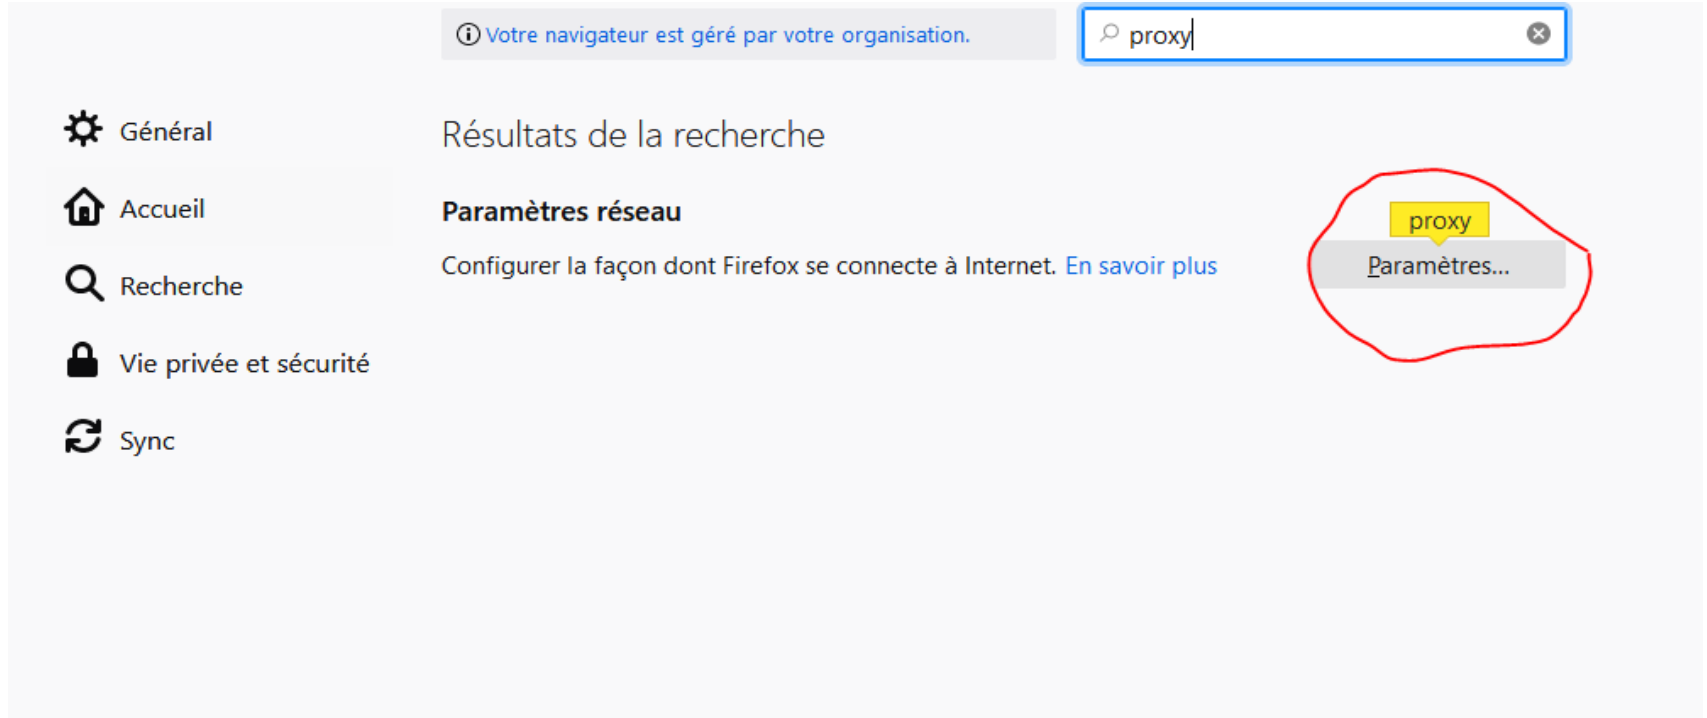 Votre navigateur est géré par votre organisation.
proxy
Général
Accueil
Recherche
Vie privée et sécurité
Sync
Résultats de la recherche
Paramètres réseau
Configurer la façon dont Firefox se connecte à Internet. En savoir plus
proxy
Paramètres...